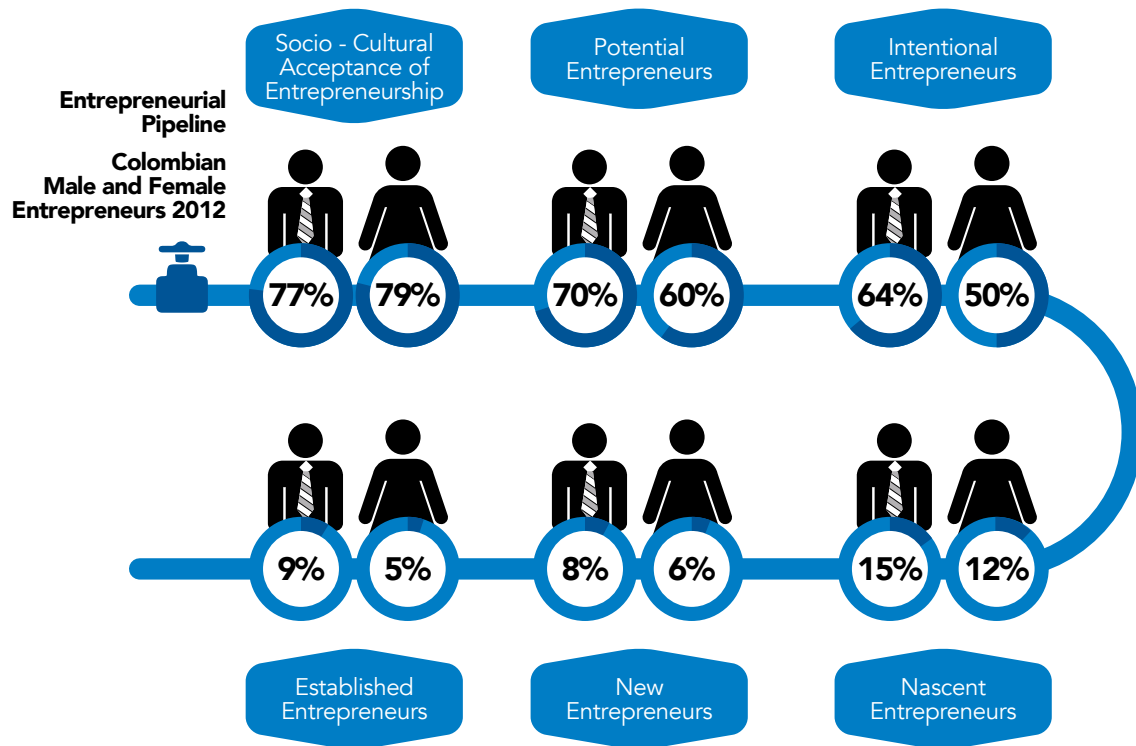 Socio - Cultural
Acceptance of
Entrepreneurship
Potential
Entrepreneurs
Intentional
Entrepreneurs
Entrepreneurial
Pipeline
Colombian
Male and Female
Entrepreneurs 2012
77%
79%
70%
60%
64%
50%
9%
5%
8%
6%
15%
12%
Established
Entrepreneurs
New
Entrepreneurs
Nascent
Entrepreneurs